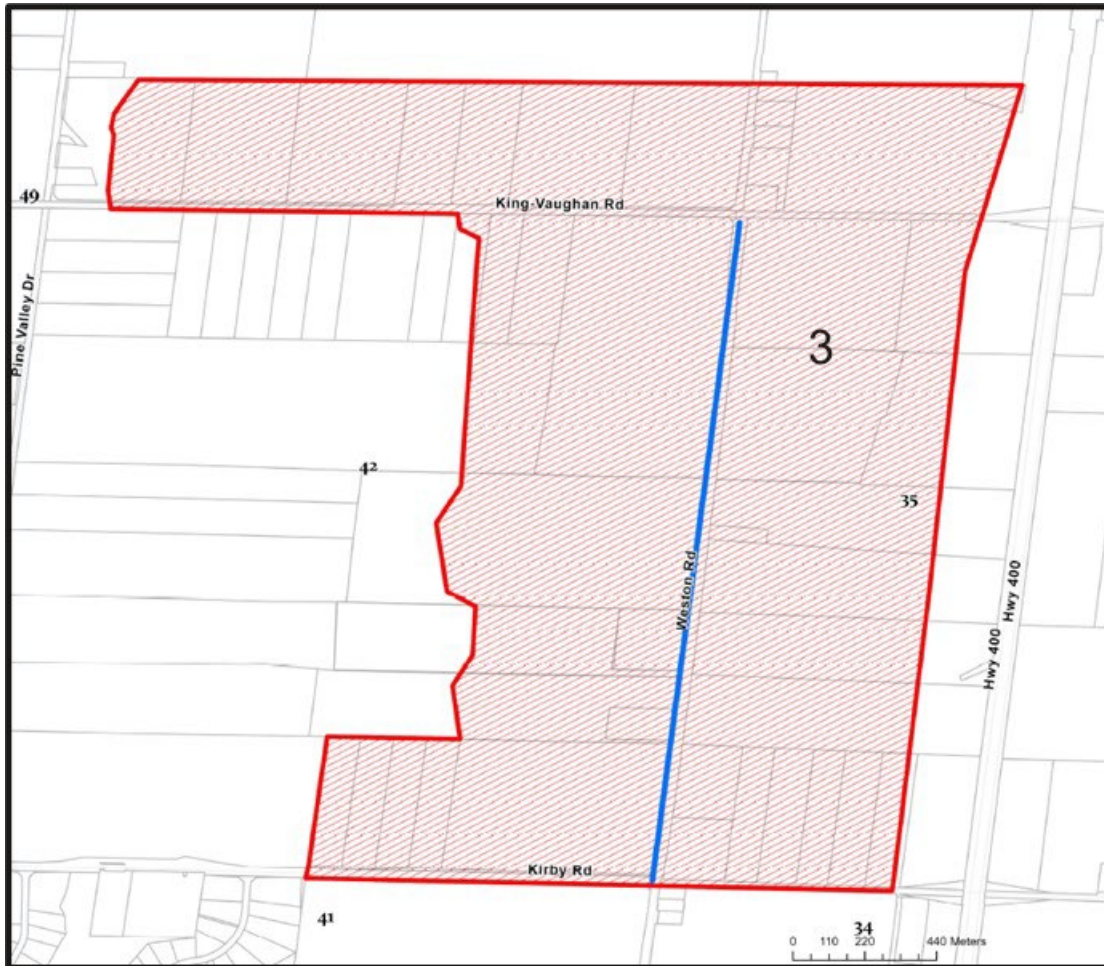 49
King-Vaughan Rd
Pine Valley Dr
3
42
35
Weston Rd
Hwy 400
Hwy 400
Kirby Rd
41
34
0 110 220 440 Meters